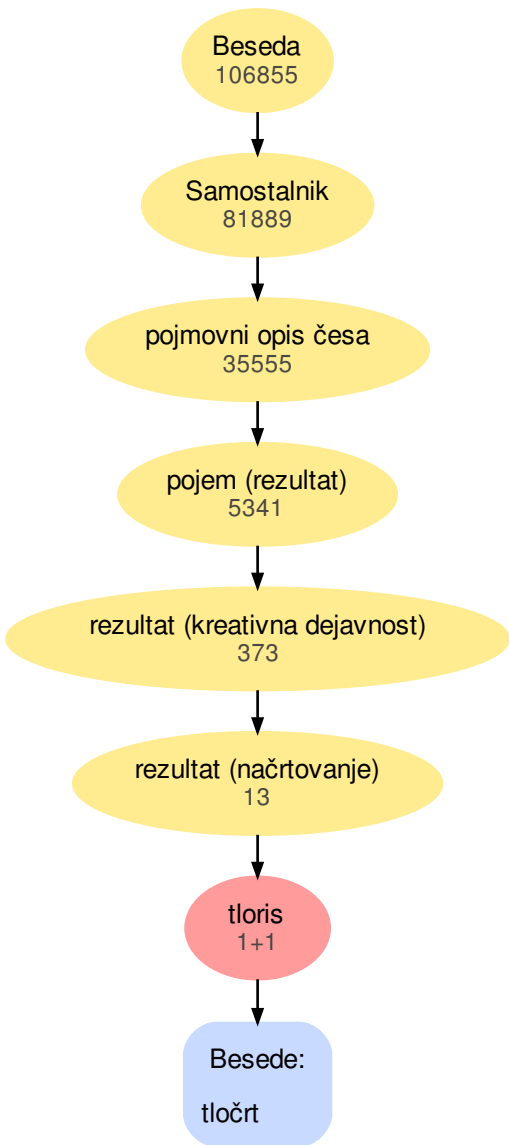 Beseda
106855
Samostalnik
81889
pojmovni opis česa
35555
pojem (rezultat)
5341
rezultat (kreativna dejavnost)
373
rezultat (načrtovanje)
13
tloris
1+1
Besede:
tločrt